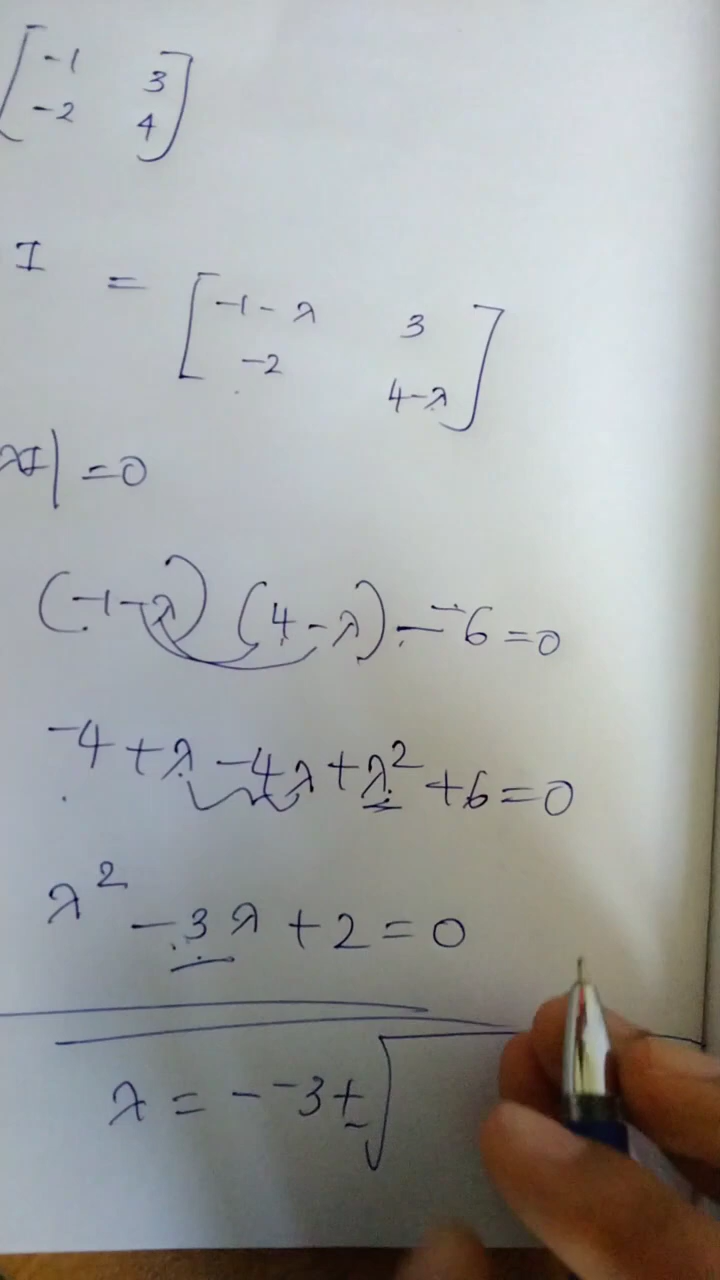 [-1 3
-2 4]
I = [-1-λ 3
-2 4-λ]
λI| = 0
(-1-λ) (4-λ) - -6 = 0
-4 + λ - 4λ + λ² + 6 = 0
λ² - 3λ + 2 = 0
λ = - -3 ± √